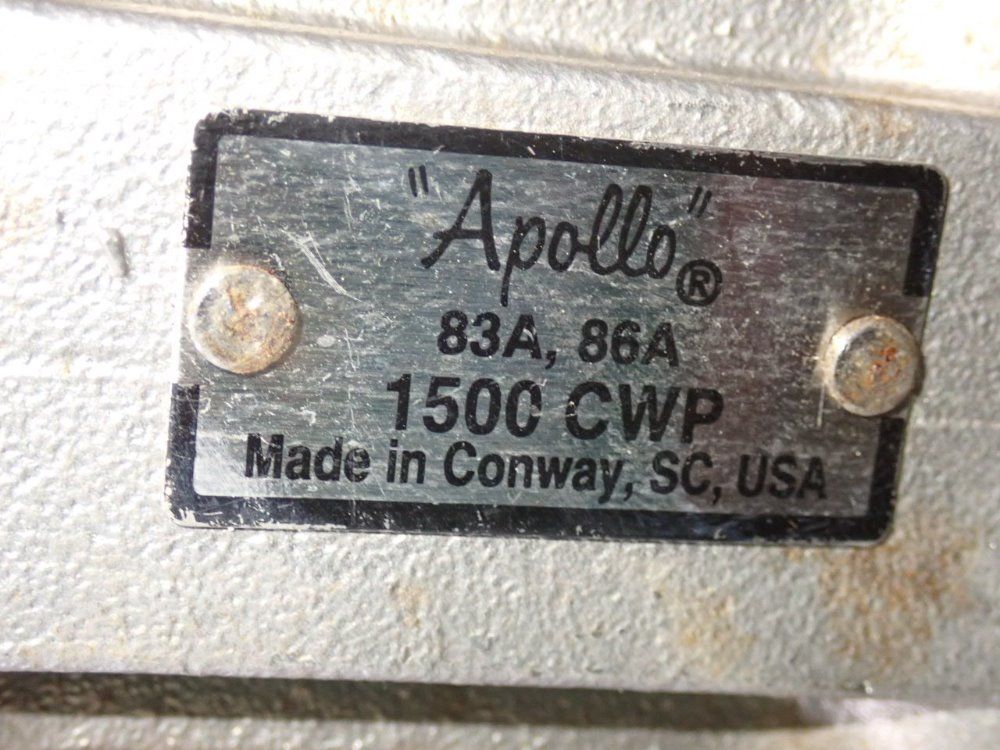 "Apollo"®
83A, 86A
1500 CWP
Made in Conway, SC, USA